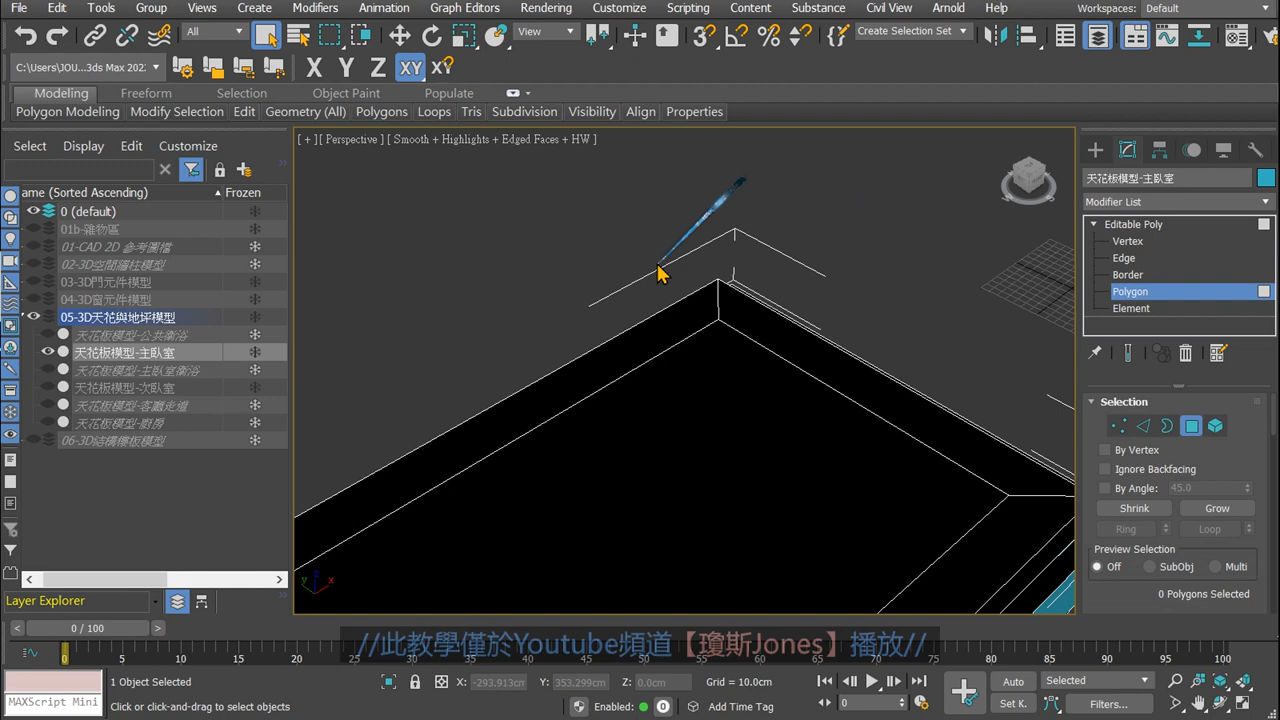 File Edit Tools Group Views Create Modifiers Animation Graph Editors Rendering Customize Scripting Content Substance Civil View Arnold Help Workspaces: Default
All View Create Selection Set
C:\Users\JOU...3ds Max 202 X Y Z XY XY
Modeling Freeform Selection Object Paint Populate
Polygon Modeling Modify Selection Edit Geometry (All) Polygons Loops Tris Subdivision Visibility Align Properties
Select Display Edit Customize
[ + ] [ Perspective ] [ Smooth + Highlights + Edged Faces + HW ]
ame (Sorted Ascending) Frozen
0 (default)
01b-雜物區
01-CAD 2D 參考圖檔
02-3D空間牆柱模型
03-3D門元件模型
04-3D窗元件模型
05-3D天花與地坪模型
天花板模型-公共衛浴
天花板模型-主臥室
天花板模型-主臥室衛浴
天花板模型-次臥室
天花板模型-客廳走道
天花板模型-廚房
06-3D結構樓板模型
天花板模型-主臥室
Modifier List
Editable Poly
Vertex
Edge
Border
Polygon
Element
Selection
By Vertex
Ignore Backfacing
By Angle: 45.0
Shrink Grow
Ring Loop
Preview Selection
Off SubObj Multi
0 Polygons Selected
Layer Explorer
0 / 100
//此教學僅於Youtube頻道【瓊斯Jones】播放//
0 5 10 15 20 25 30 35 40 45 50 55 60 65 70 75 80 85 90 95 100
1 Object Selected X: -293.913cm Y: 353.299cm Z: 0.0cm Grid = 10.0cm Auto Selected
MAXScript Mini Click or click-and-drag to select objects Enabled: 0 Add Time Tag 0 Set K. Filters...